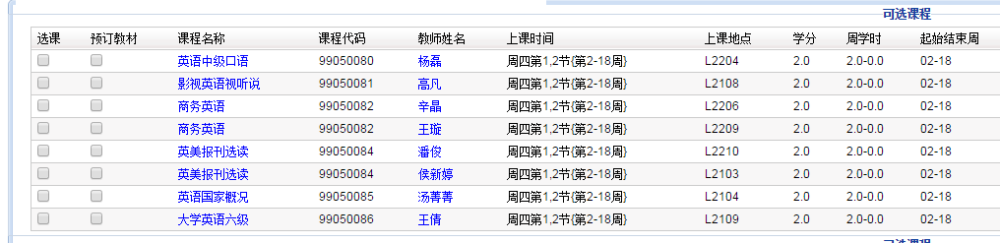 可选课程
选课 预订教材 课程名称 课程代码 教师姓名 上课时间 上课地点 学分 周学时 起始结束周
英语中级口语 99050080 杨磊 周四第1,2节{第2-18周} L2204 2.0 2.0-0.0 02-18
影视英语视听说 99050081 高凡 周四第1,2节{第2-18周} L2108 2.0 2.0-0.0 02-18
商务英语 99050082 辛晶 周四第1,2节{第2-18周} L2206 2.0 2.0-0.0 02-18
商务英语 99050082 王璇 周四第1,2节{第2-18周} L2209 2.0 2.0-0.0 02-18
英美报刊选读 99050084 潘俊 周四第1,2节{第2-18周} L2210 2.0 2.0-0.0 02-18
英美报刊选读 99050084 侯新婷 周四第1,2节{第2-18周} L2103 2.0 2.0-0.0 02-18
英语国家概况 99050085 汤菁菁 周四第1,2节{第2-18周} L2104 2.0 2.0-0.0 02-18
大学英语六级 99050086 王倩 周四第1,2节{第2-18周} L2109 2.0 2.0-0.0 02-18